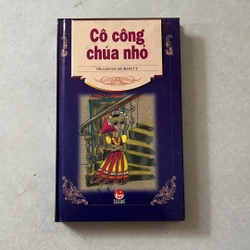 Cô công
chúa nhỏ
FRANCES BURNETT